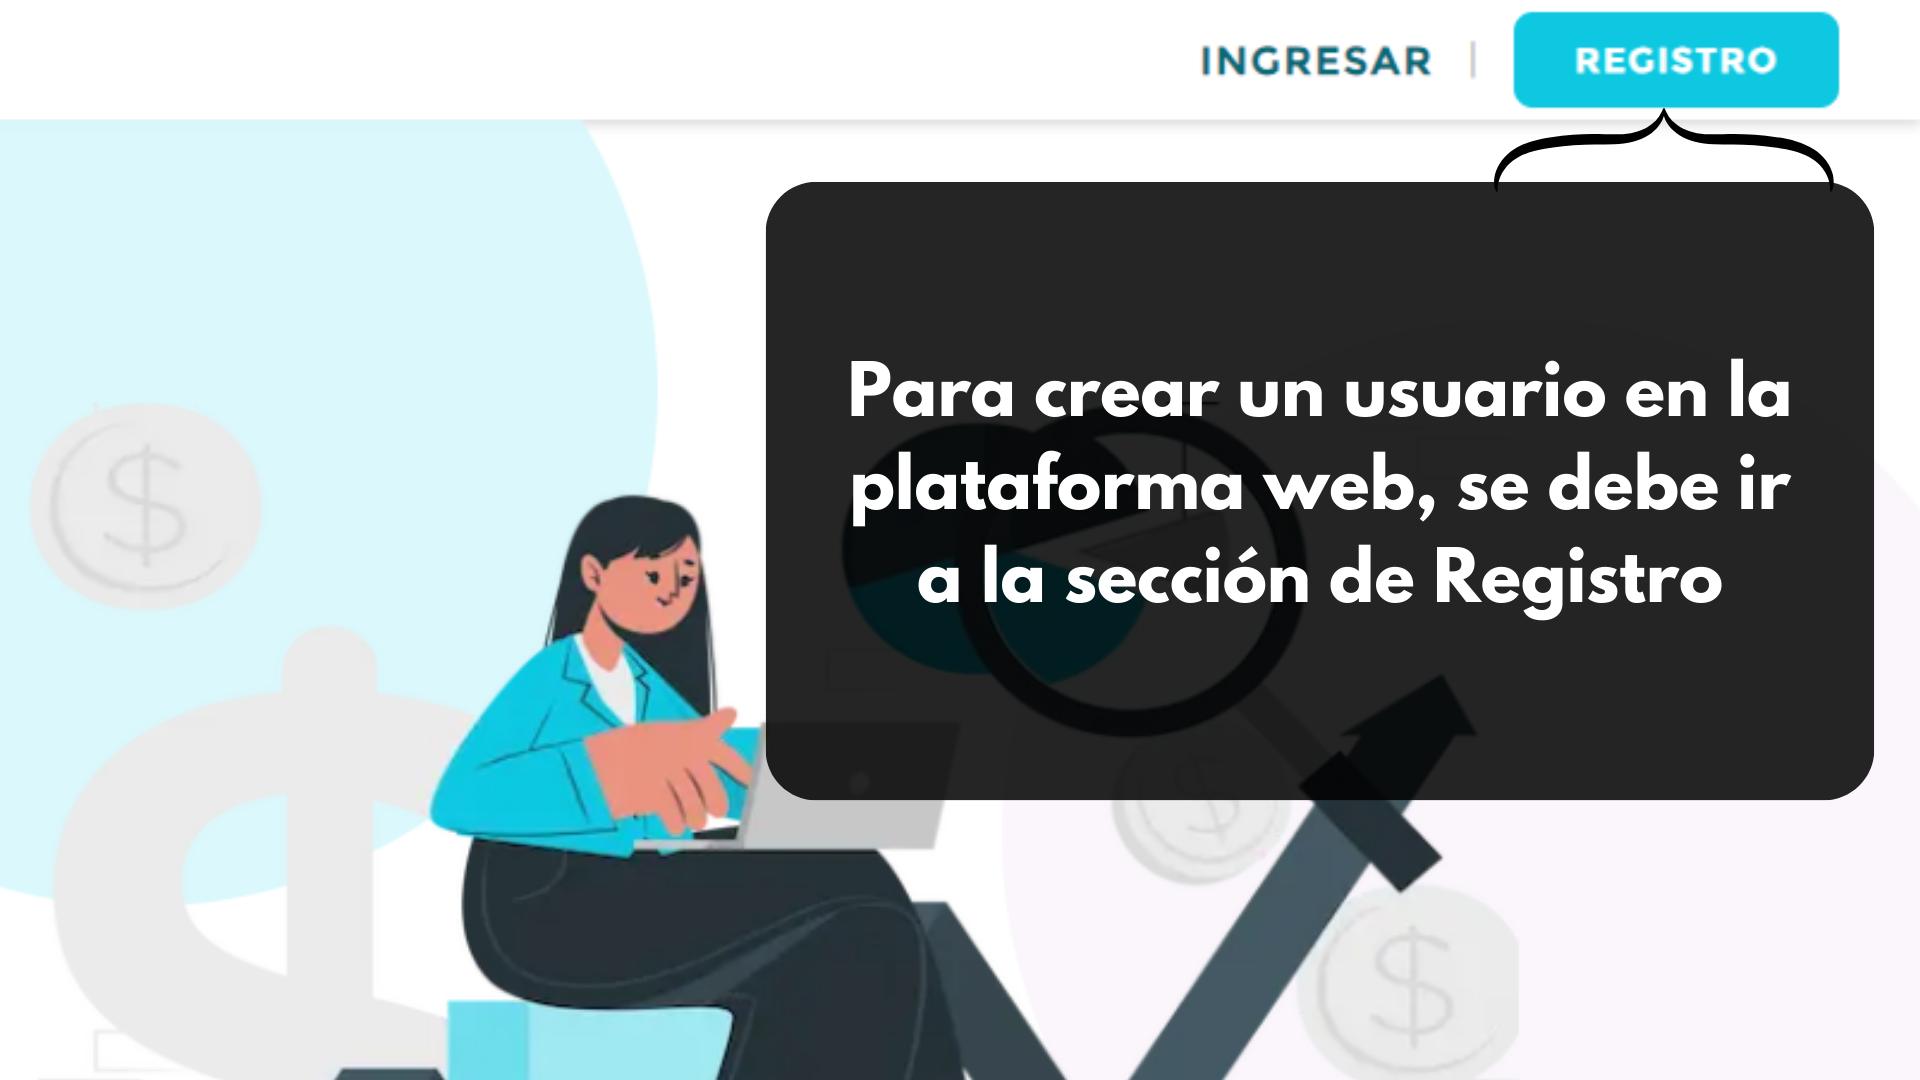 INGRESAR | REGISTRO
Para crear un usuario en la
plataforma web, se debe ir
a la sección de Registro
$
$
$